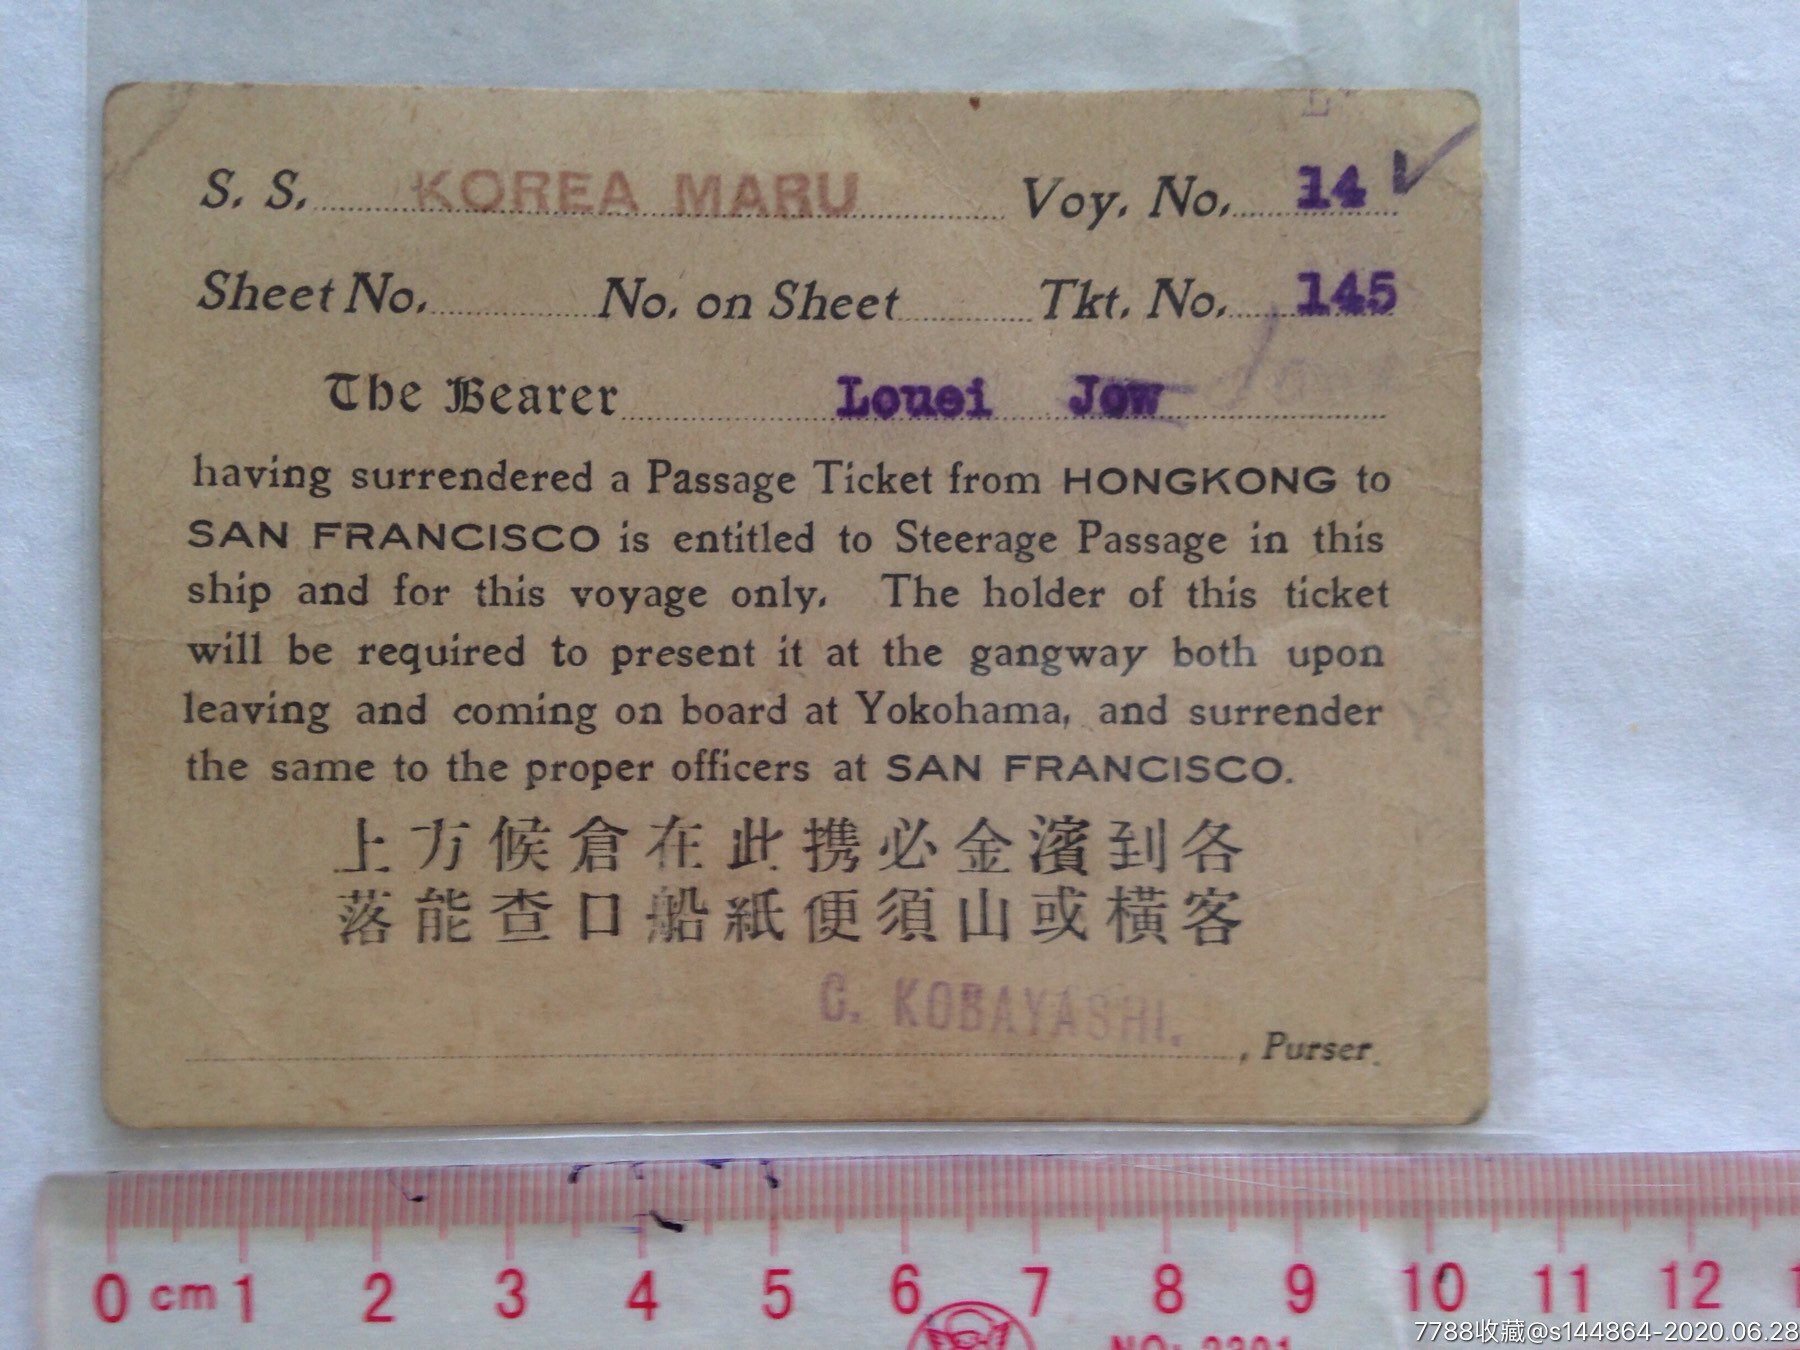 S. S. KOREA MARU Voy. No. 14
Sheet No. No. on Sheet Tkt. No. 145
The Bearer Louei Jow
having surrendered a Passage Ticket from HONGKONG to
SAN FRANCISCO is entitled to Steerage Passage in this
ship and for this voyage only. The holder of this ticket
will be required to present it at the gangway both upon
leaving and coming on board at Yokohama, and surrender
the same to the proper officers at SAN FRANCISCO.
各客
到橫
濱或
金山
必須
携便
此紙
在船
倉口
候查
方能
上落
C. KOBAYASHI.
, Purser.
0 cm 1 2 3 4 5 6 7 8 9 10 11 12
7788收藏@s144864-2020.06.28